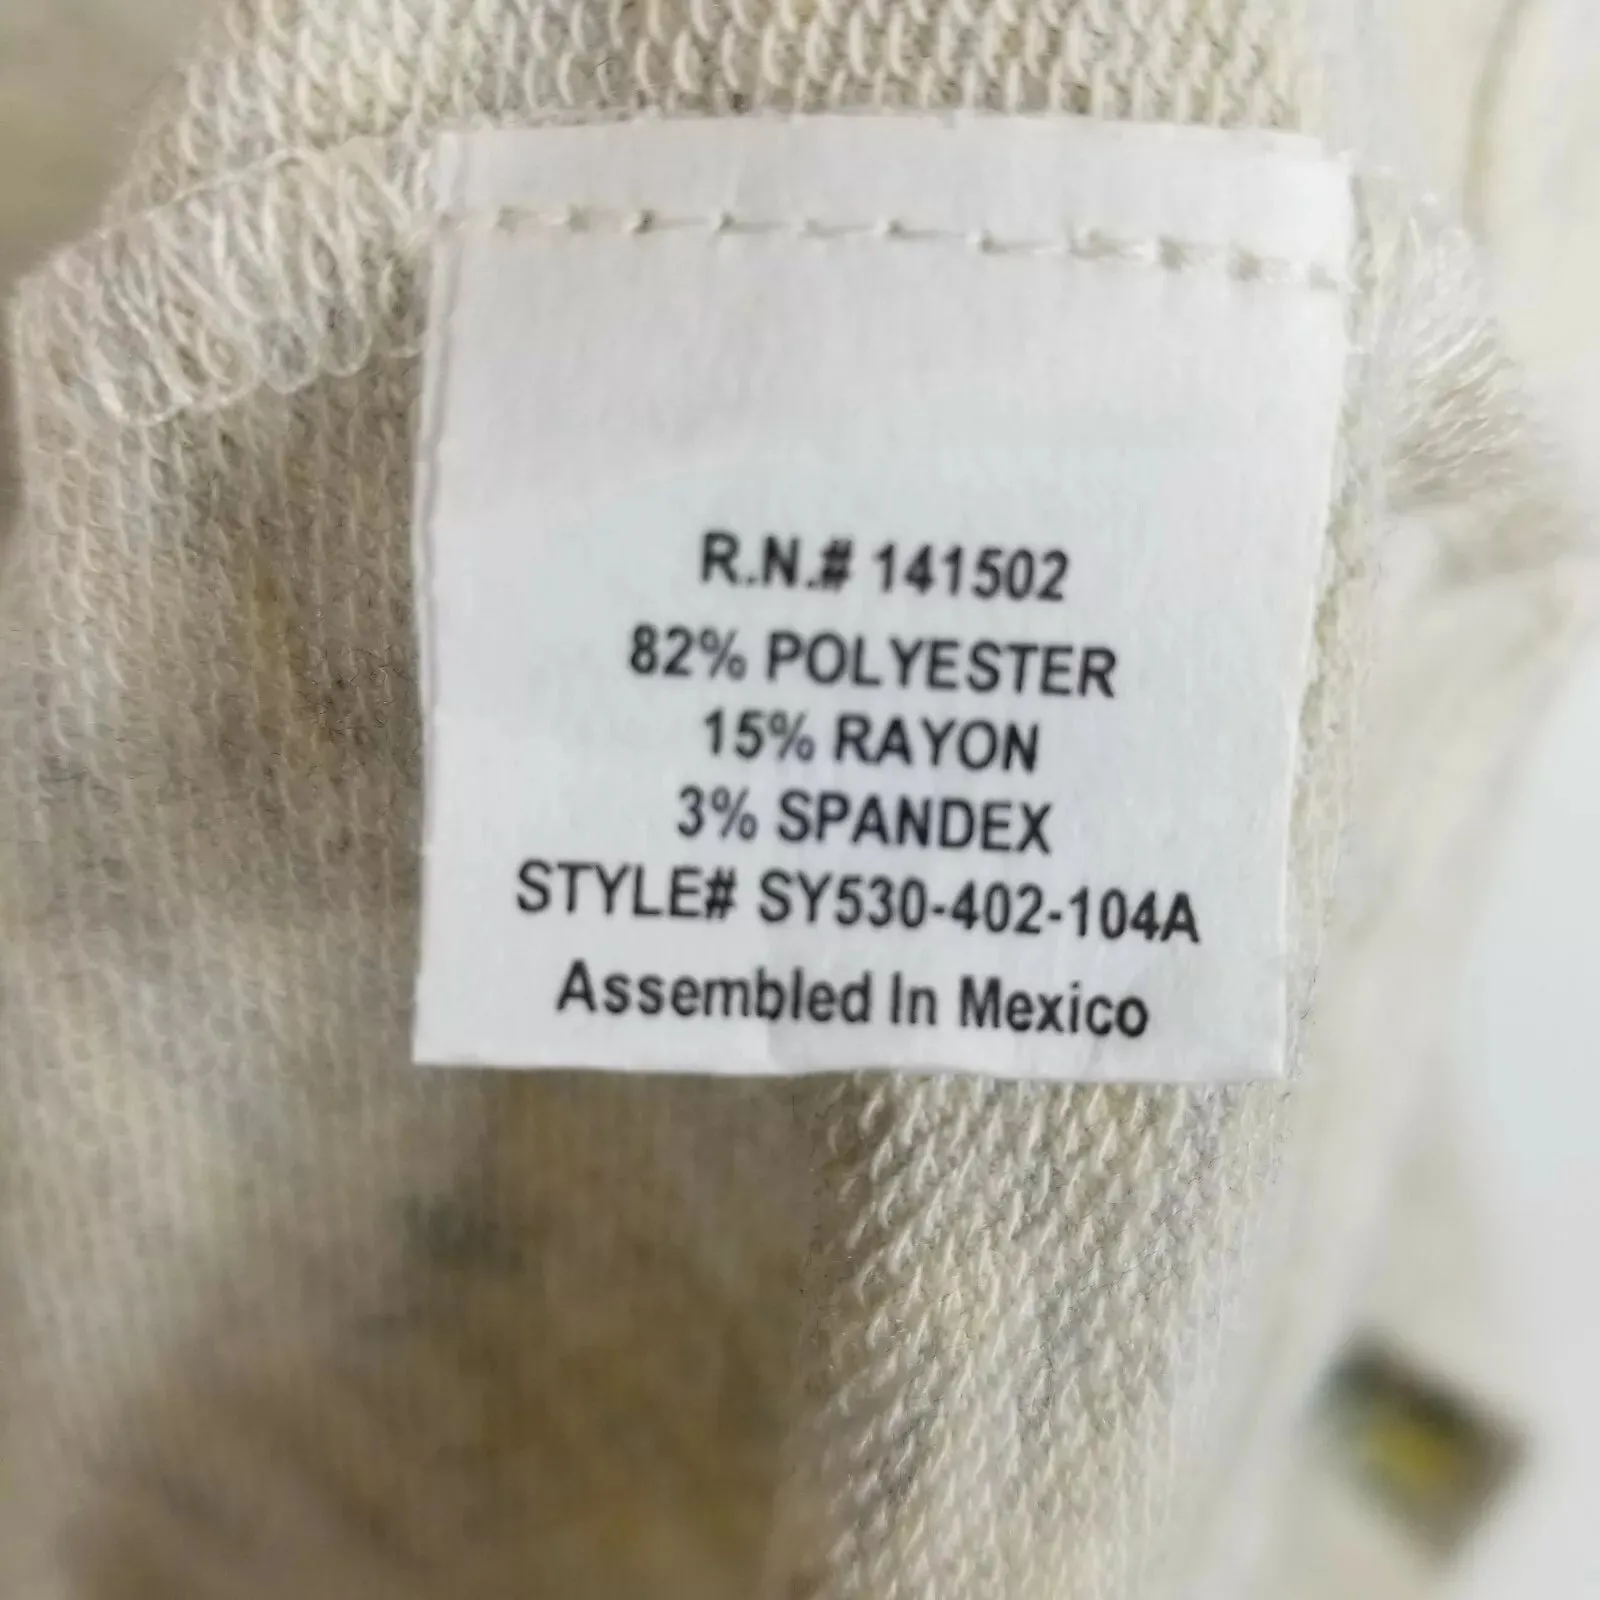 R.N.# 141502
82% POLYESTER
15% RAYON
3% SPANDEX
STYLE# SY530-402-104A
Assembled In Mexico